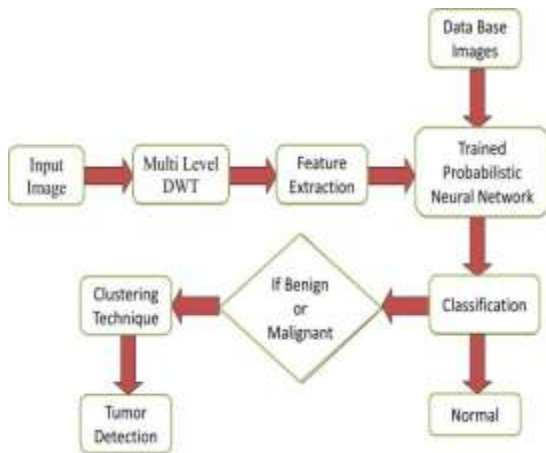 Data Base
Images
Input
Image
Multi Level
DWT
Feature
Extraction
Trained
Probabilistic
Neural Network
Clustering
Technique
If Benign
or
Malignant
Classification
Tumor
Detection
Normal